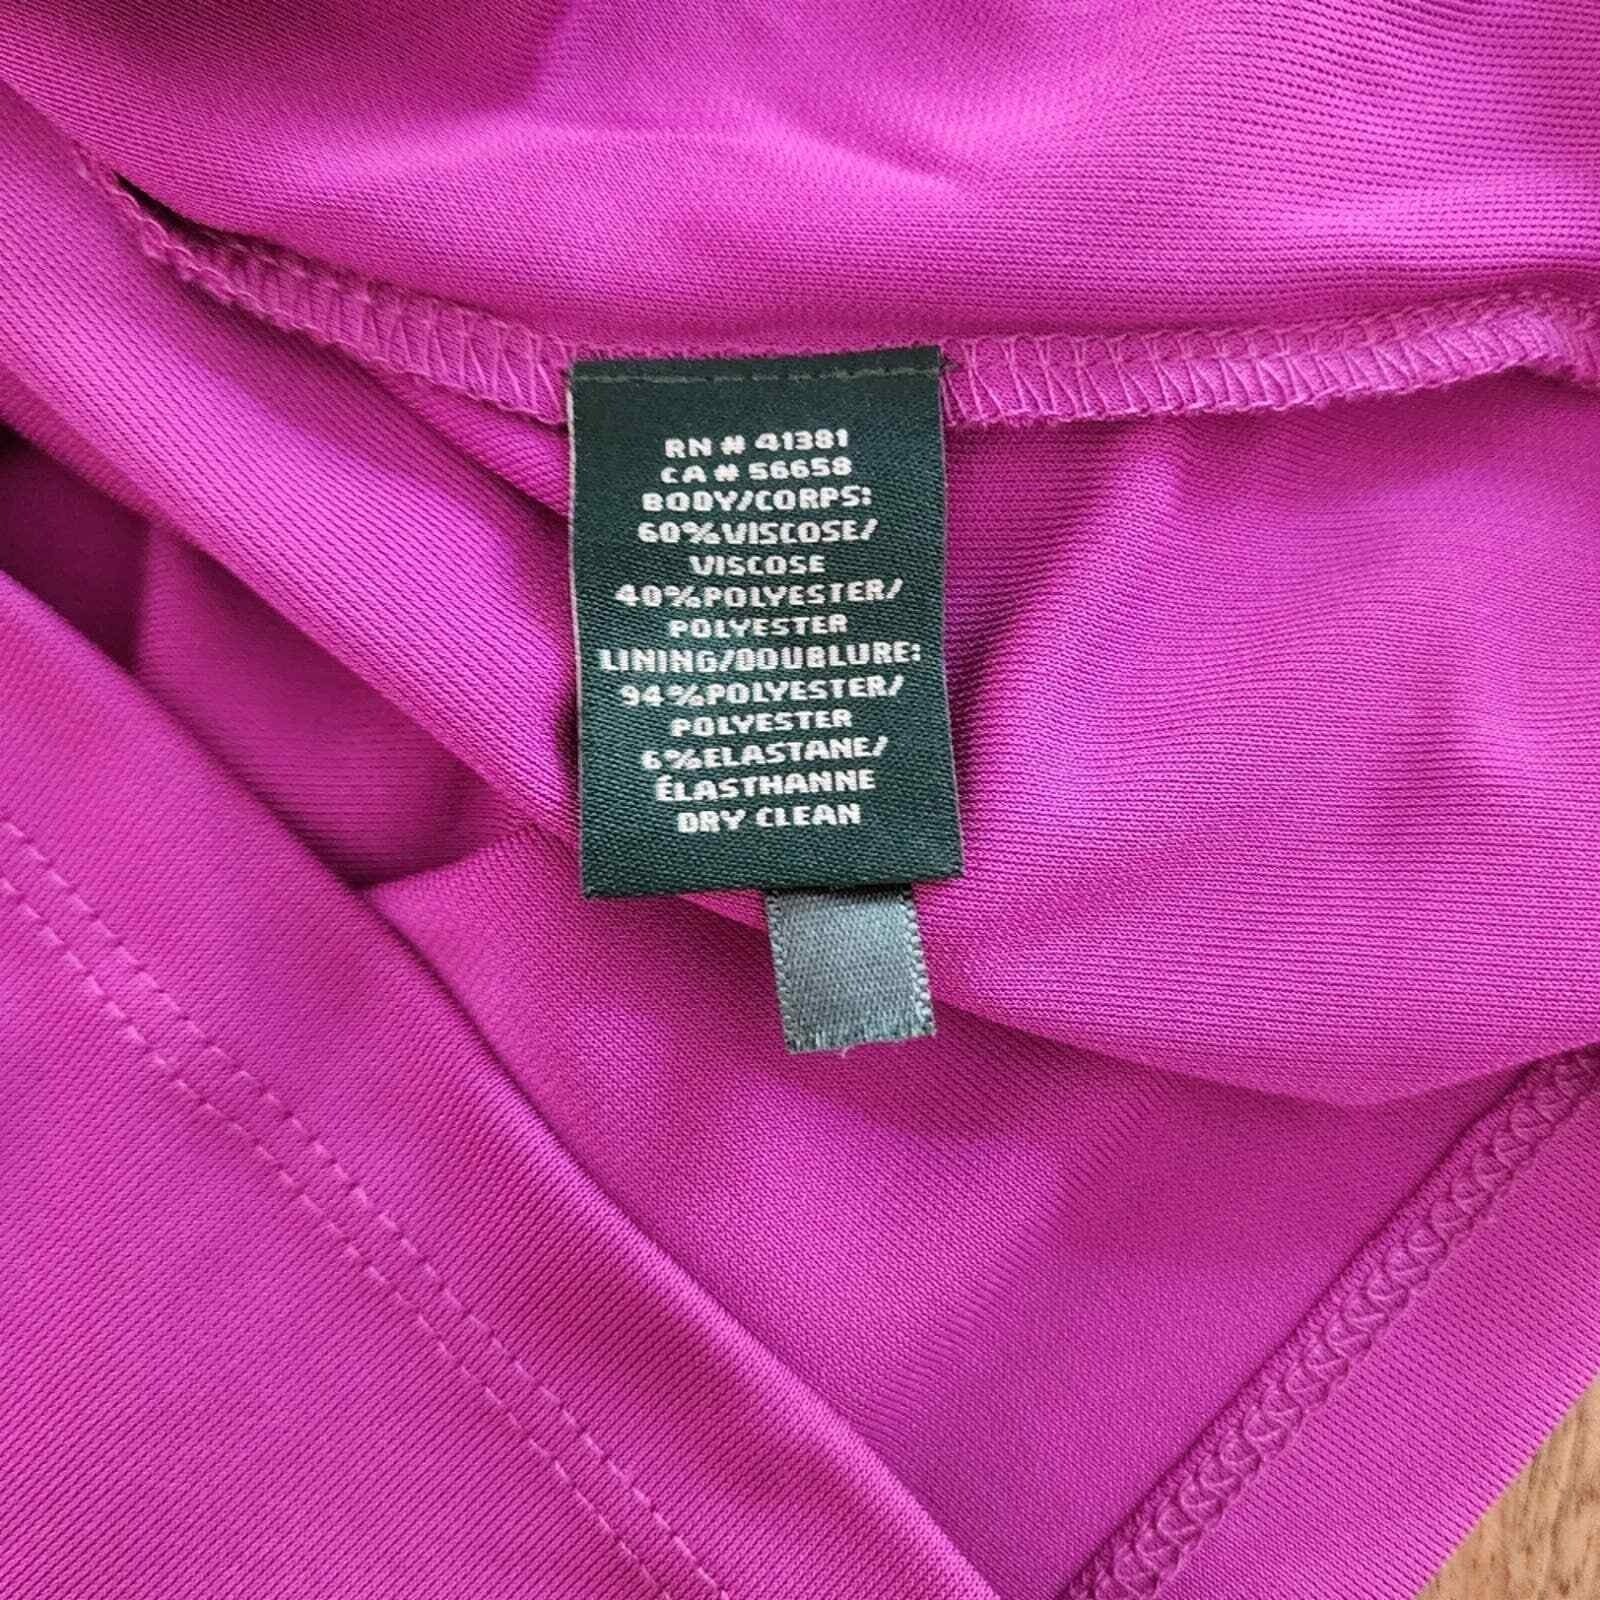 RN # 41381
CA # 56658
BODY/CORPS:
60%VISCOSE/
VISCOSE
40%POLYESTER/
POLYESTER
LINING/DOUBLURE:
94%POLYESTER/
POLYESTER
6%ELASTANE/
ÉLASTHANNE
DRY CLEAN